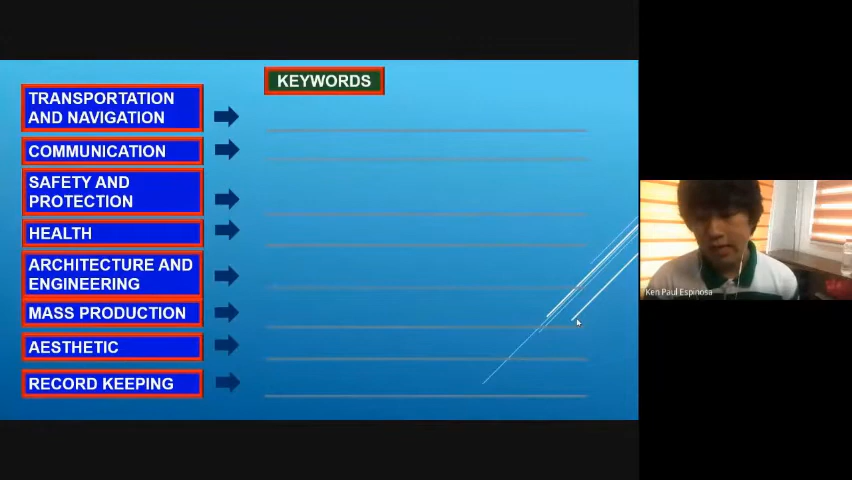 KEYWORDS
TRANSPORTATION
AND NAVIGATION
COMMUNICATION
SAFETY AND
PROTECTION
HEALTH
ARCHITECTURE AND
ENGINEERING
MASS PRODUCTION
AESTHETIC
RECORD KEEPING
Ken Paul Espinosa